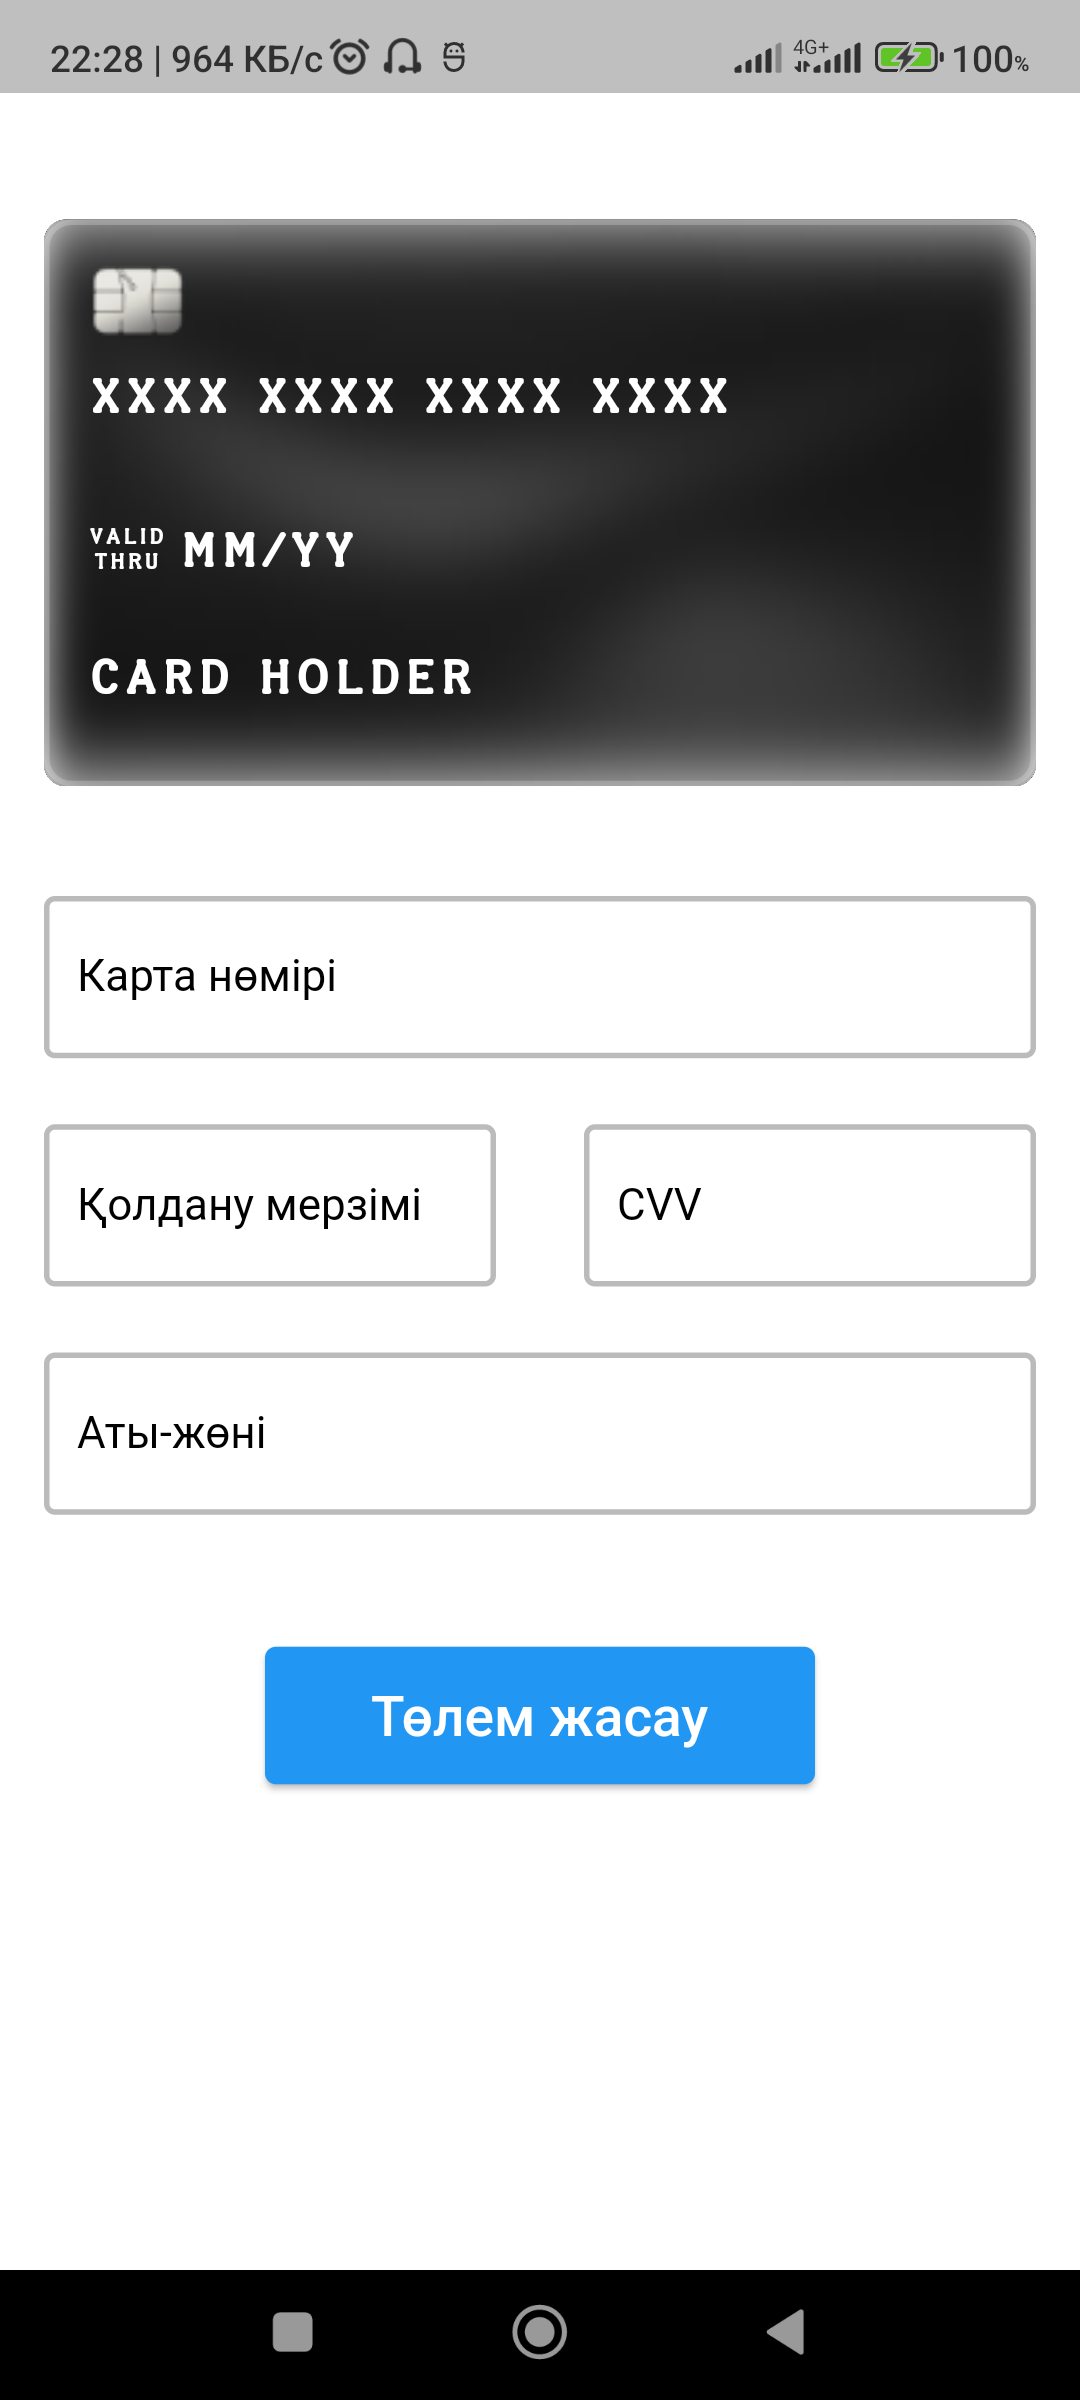 22:28 | 964 КБ/с 4G+ 100%
XXXX XXXX XXXX XXXX
VALID
THRU MM/YY
CARD HOLDER
Карта нөмірі
Қолдану мерзімі CVV
Аты-жөні
Төлем жасау